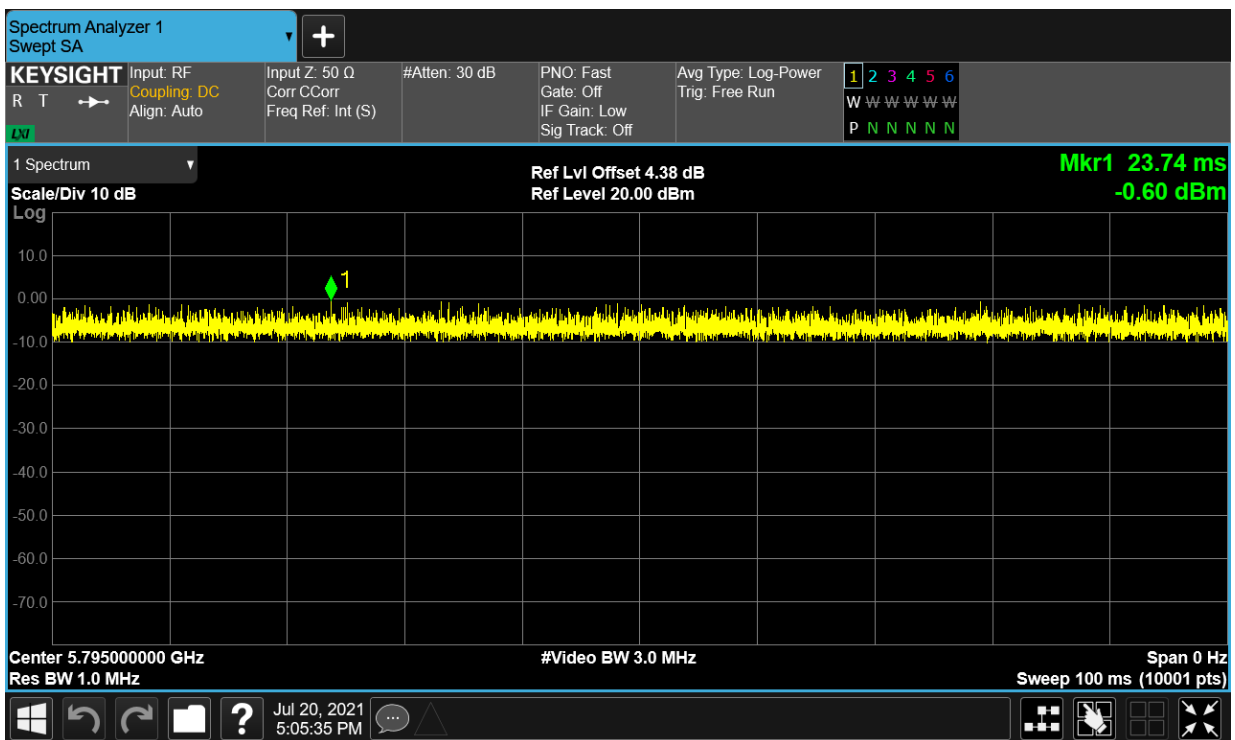 Spectrum Analyzer 1
Swept SA
▼
+
KEYSIGHT
R T
LXI
Input: RF
Coupling: DC
Align: Auto
Input Z: 50 Ω
Corr CCorr
Freq Ref: Int (S)
#Atten: 30 dB
PNO: Fast
Gate: Off
IF Gain: Low
Sig Track: Off
Avg Type: Log-Power
Trig: Free Run
1 2 3 4 5 6
W W W W W W
P N N N N N
1 Spectrum ▼
Scale/Div 10 dB
Ref Lvl Offset 4.38 dB
Ref Level 20.00 dBm
Mkr1 23.74 ms
-0.60 dBm
Log
10.0
0.00
-10.0
-20.0
-30.0
-40.0
-50.0
-60.0
-70.0
1
Center 5.795000000 GHz
Res BW 1.0 MHz
#Video BW 3.0 MHz
Span 0 Hz
Sweep 100 ms (10001 pts)
?
Jul 20, 2021
5:05:35 PM